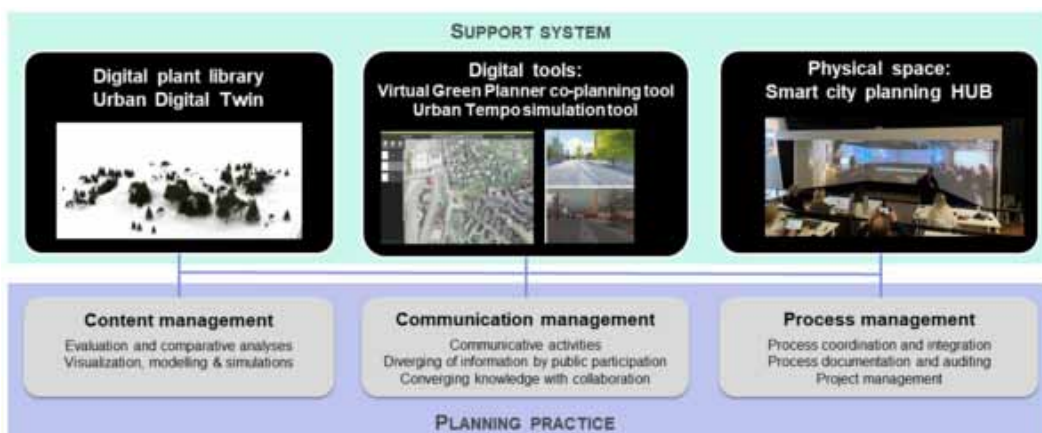 SUPPORT SYSTEM
Digital plant library
Urban Digital Twin
Digital tools:
Virtual Green Planner co-planning tool
Urban Tempo simulation tool
Physical space:
Smart city planning HUB
Content management
Evaluation and comparative analyses
Visualization, modelling & simulations
Communication management
Communicative activities
Diverging of information by public participation
Converging knowledge with collaboration
Process management
Process coordination and integration
Process documentation and auditing
Project management
PLANNING PRACTICE